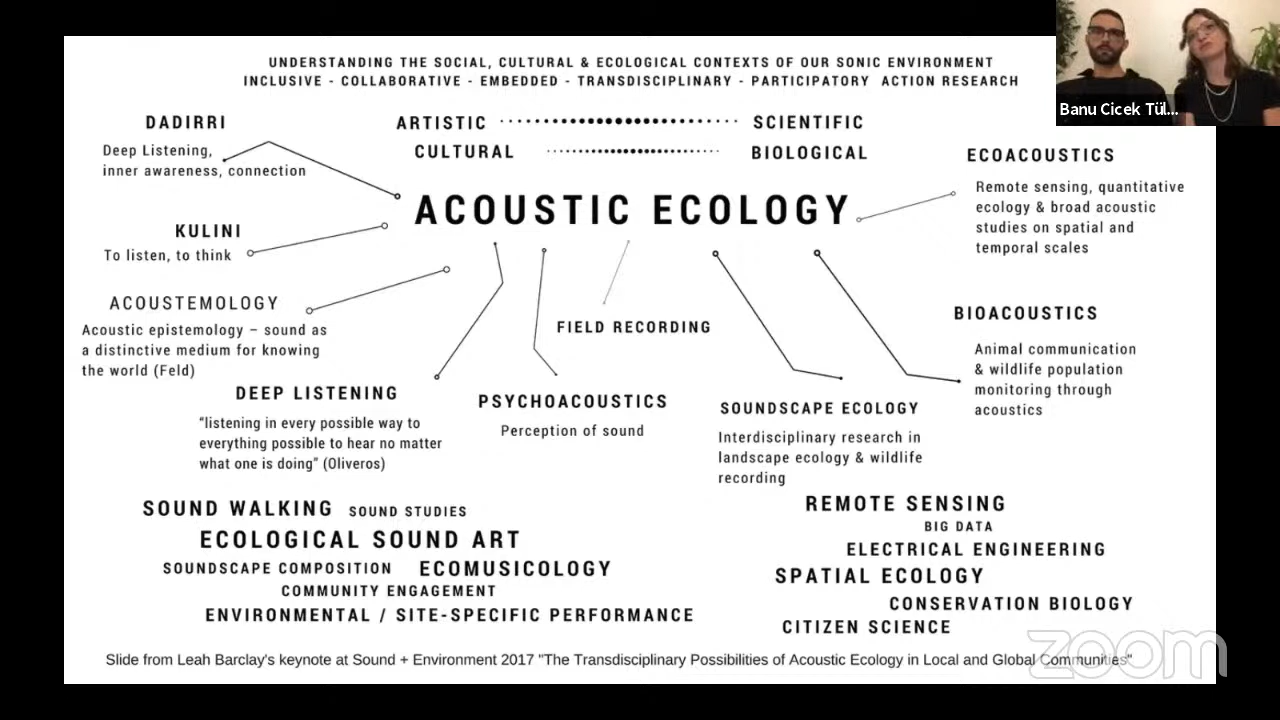 UNDERSTANDING THE SOCIAL, CULTURAL & ECOLOGICAL CONTEXTS OF OUR SONIC ENVIRONMENT
INCLUSIVE - COLLABORATIVE - EMBEDDED - TRANSDISCIPLINARY - PARTICIPATORY ACTION RESEARCH
Banu Cicek Tül...
DADIRRI
Deep Listening,
inner awareness, connection
ARTISTIC
SCIENTIFIC
CULTURAL
BIOLOGICAL
ACOUSTIC ECOLOGY
ECOACOUSTICS
Remote sensing, quantitative
ecology & broad acoustic
studies on spatial and
temporal scales
KULINI
To listen, to think
ACOUSTEMOLOGY
Acoustic epistemology – sound as
a distinctive medium for knowing
the world (Feld)
FIELD RECORDING
BIOACOUSTICS
Animal communication
& wildlife population
monitoring through
acoustics
DEEP LISTENING
“listening in every possible way to
everything possible to hear no matter
what one is doing” (Oliveros)
PSYCHOACOUSTICS
Perception of sound
SOUNDSCAPE ECOLOGY
Interdisciplinary research in
landscape ecology & wildlife
recording
SOUND WALKING SOUND STUDIES
ECOLOGICAL SOUND ART
SOUNDSCAPE COMPOSITION ECOMUSICOLOGY
COMMUNITY ENGAGEMENT
ENVIRONMENTAL / SITE-SPECIFIC PERFORMANCE
REMOTE SENSING
BIG DATA
ELECTRICAL ENGINEERING
SPATIAL ECOLOGY
CONSERVATION BIOLOGY
CITIZEN SCIENCE
Slide from Leah Barclay's keynote at Sound + Environment 2017 "The Transdisciplinary Possibilities of Acoustic Ecology in Local and Global Communities"
zoom